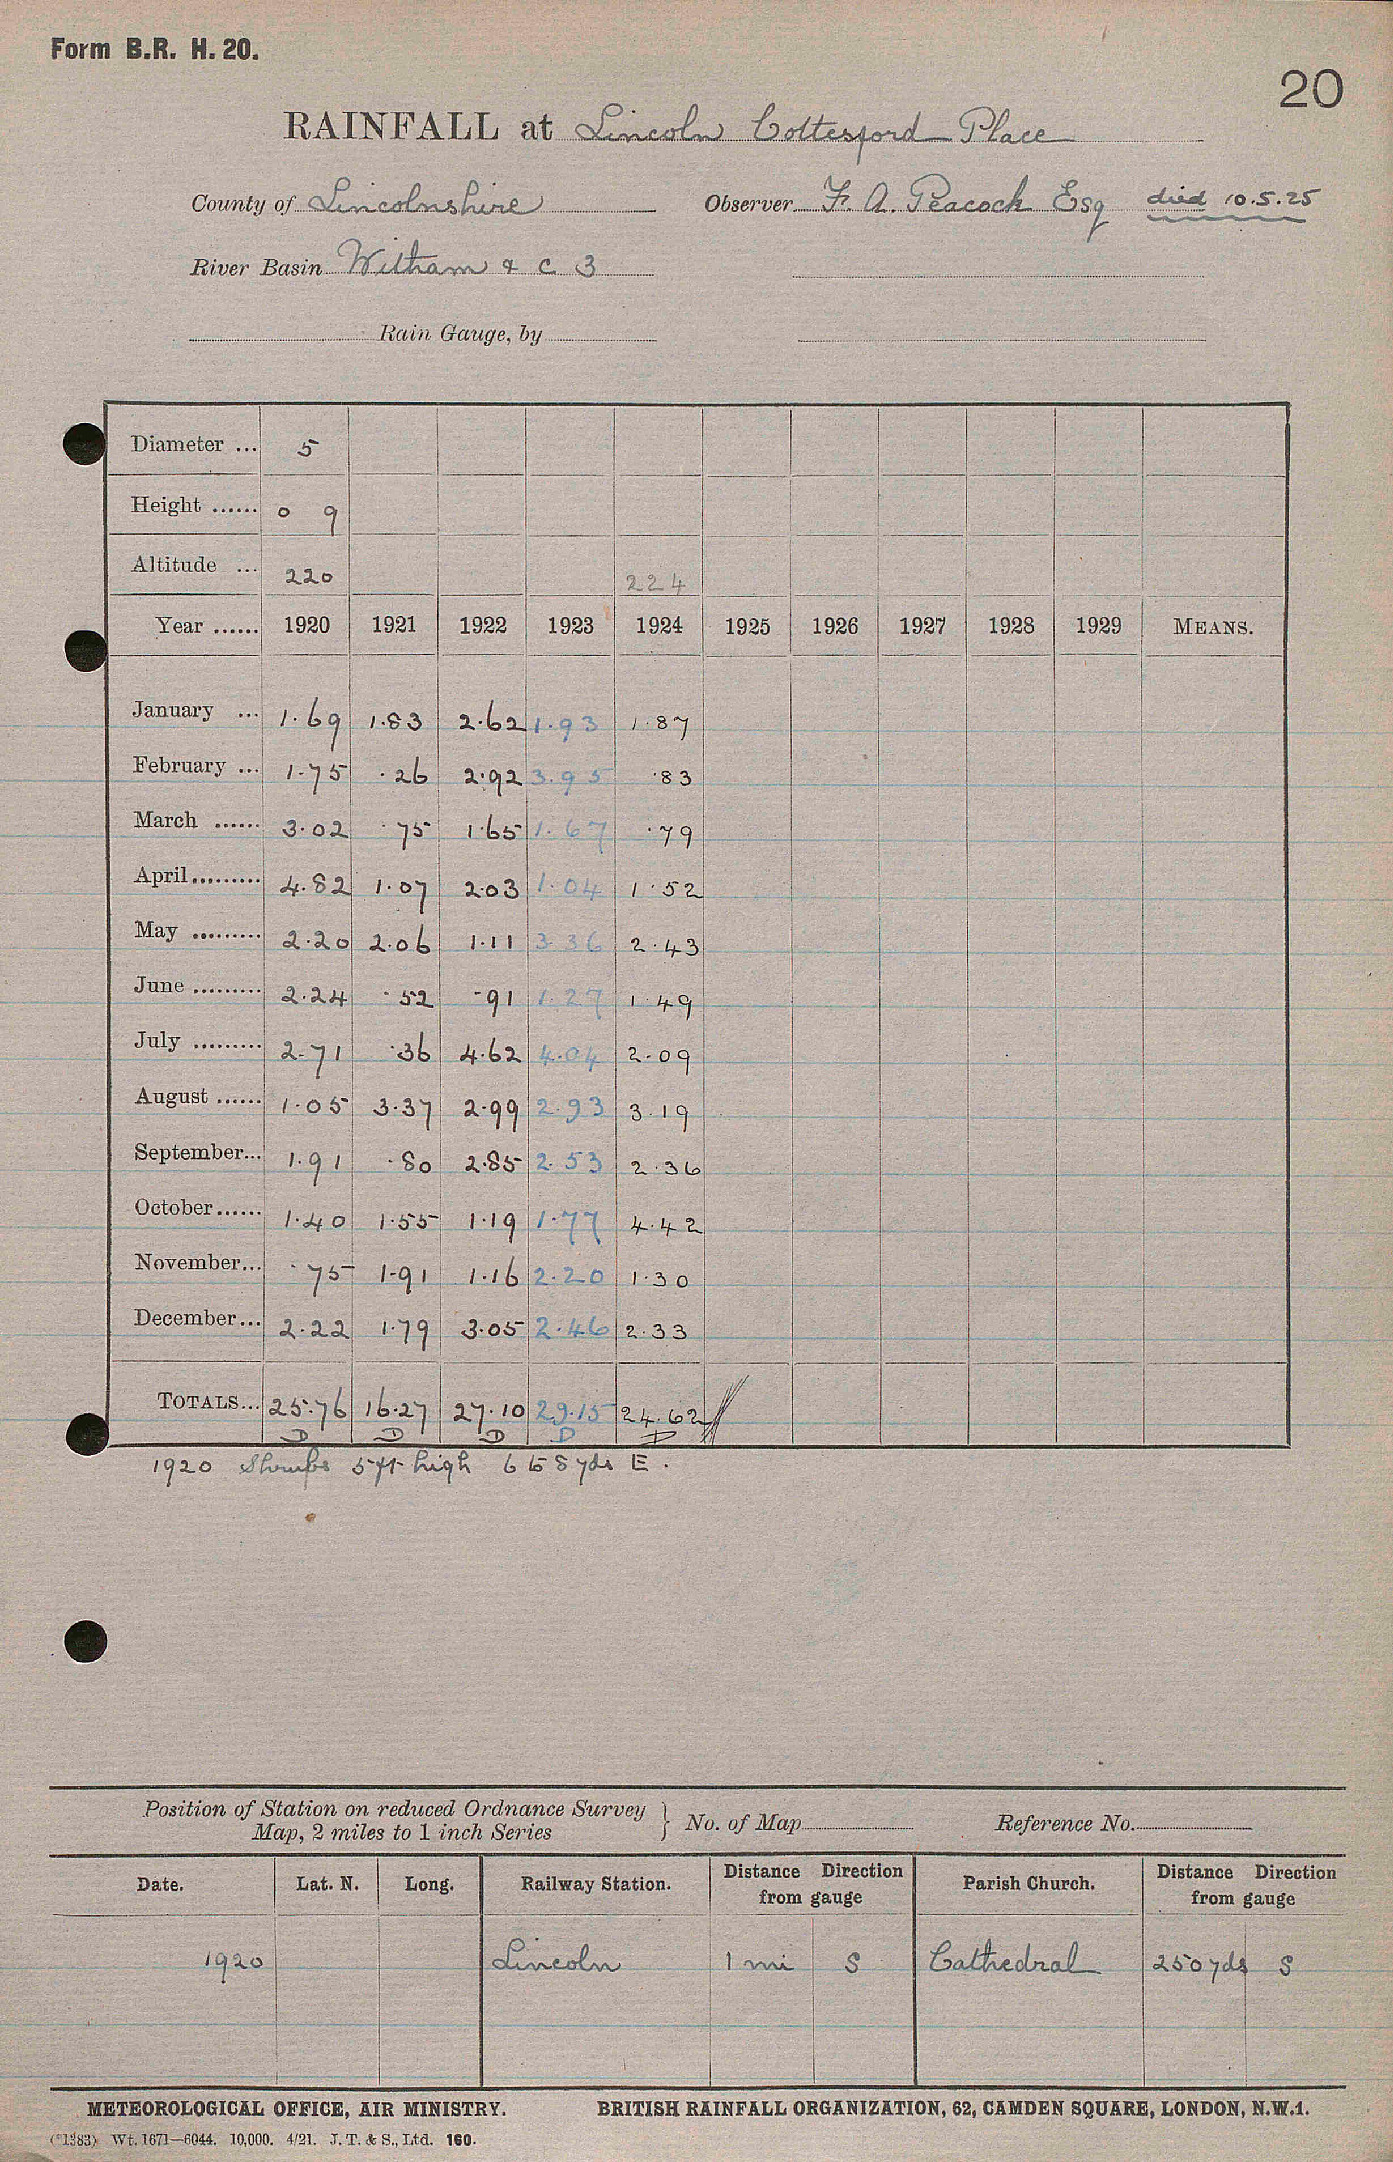 Form B.R. H. 20.
20
RAINFALL at Lincoln Cottesford Place
County of Lincolnshire Observer F. A. Peacock Esq died 10.5.25
River Basin Witham & C 3
Rain Gauge, by
Diameter ... 5
Height ...... 0 9
Altitude ... 220 224
Year ...... 1920 1921 1922 1923 1924 1925 1926 1927 1928 1929 MEANS.
January ... 1.69 1.83 2.62 1.93 1.87
February ... 1.75 .26 2.92 3.95 .83
March ...... 3.02 .75 1.65 1.67 .79
April ......... 4.82 1.07 2.03 1.04 1.52
May ......... 2.20 2.06 1.11 3.36 2.43
June ......... 2.24 .52 .91 1.27 1.49
July ......... 2.71 .36 4.62 4.04 2.09
August ...... 1.05 3.37 2.99 2.93 3.19
September... 1.91 .80 2.85 2.53 2.36
October ...... 1.40 1.55 1.19 1.77 4.42
November... .75 1.91 1.16 2.20 1.30
December... 2.22 1.79 3.05 2.46 2.33
TOTALS... 25.76 16.27 27.10 29.15 24.62
D D D D D
1920 Shrubs 5ft high 6 to 8 yds E.
Position of Station on reduced Ordnance Survey
Map, 2 miles to 1 inch Series } No. of Map Reference No.
Date. Lat. N. Long. Railway Station. Distance Direction from gauge Parish Church. Distance Direction from gauge
1920 Lincoln 1 mi S Cathedral 250 yds S
METEOROLOGICAL OFFICE, AIR MINISTRY. BRITISH RAINFALL ORGANIZATION, 62, CAMDEN SQUARE, LONDON, N.W.1.
(*1383) Wt. 1671—6044. 10,000. 4/21. J. T. & S., Ltd. 160.